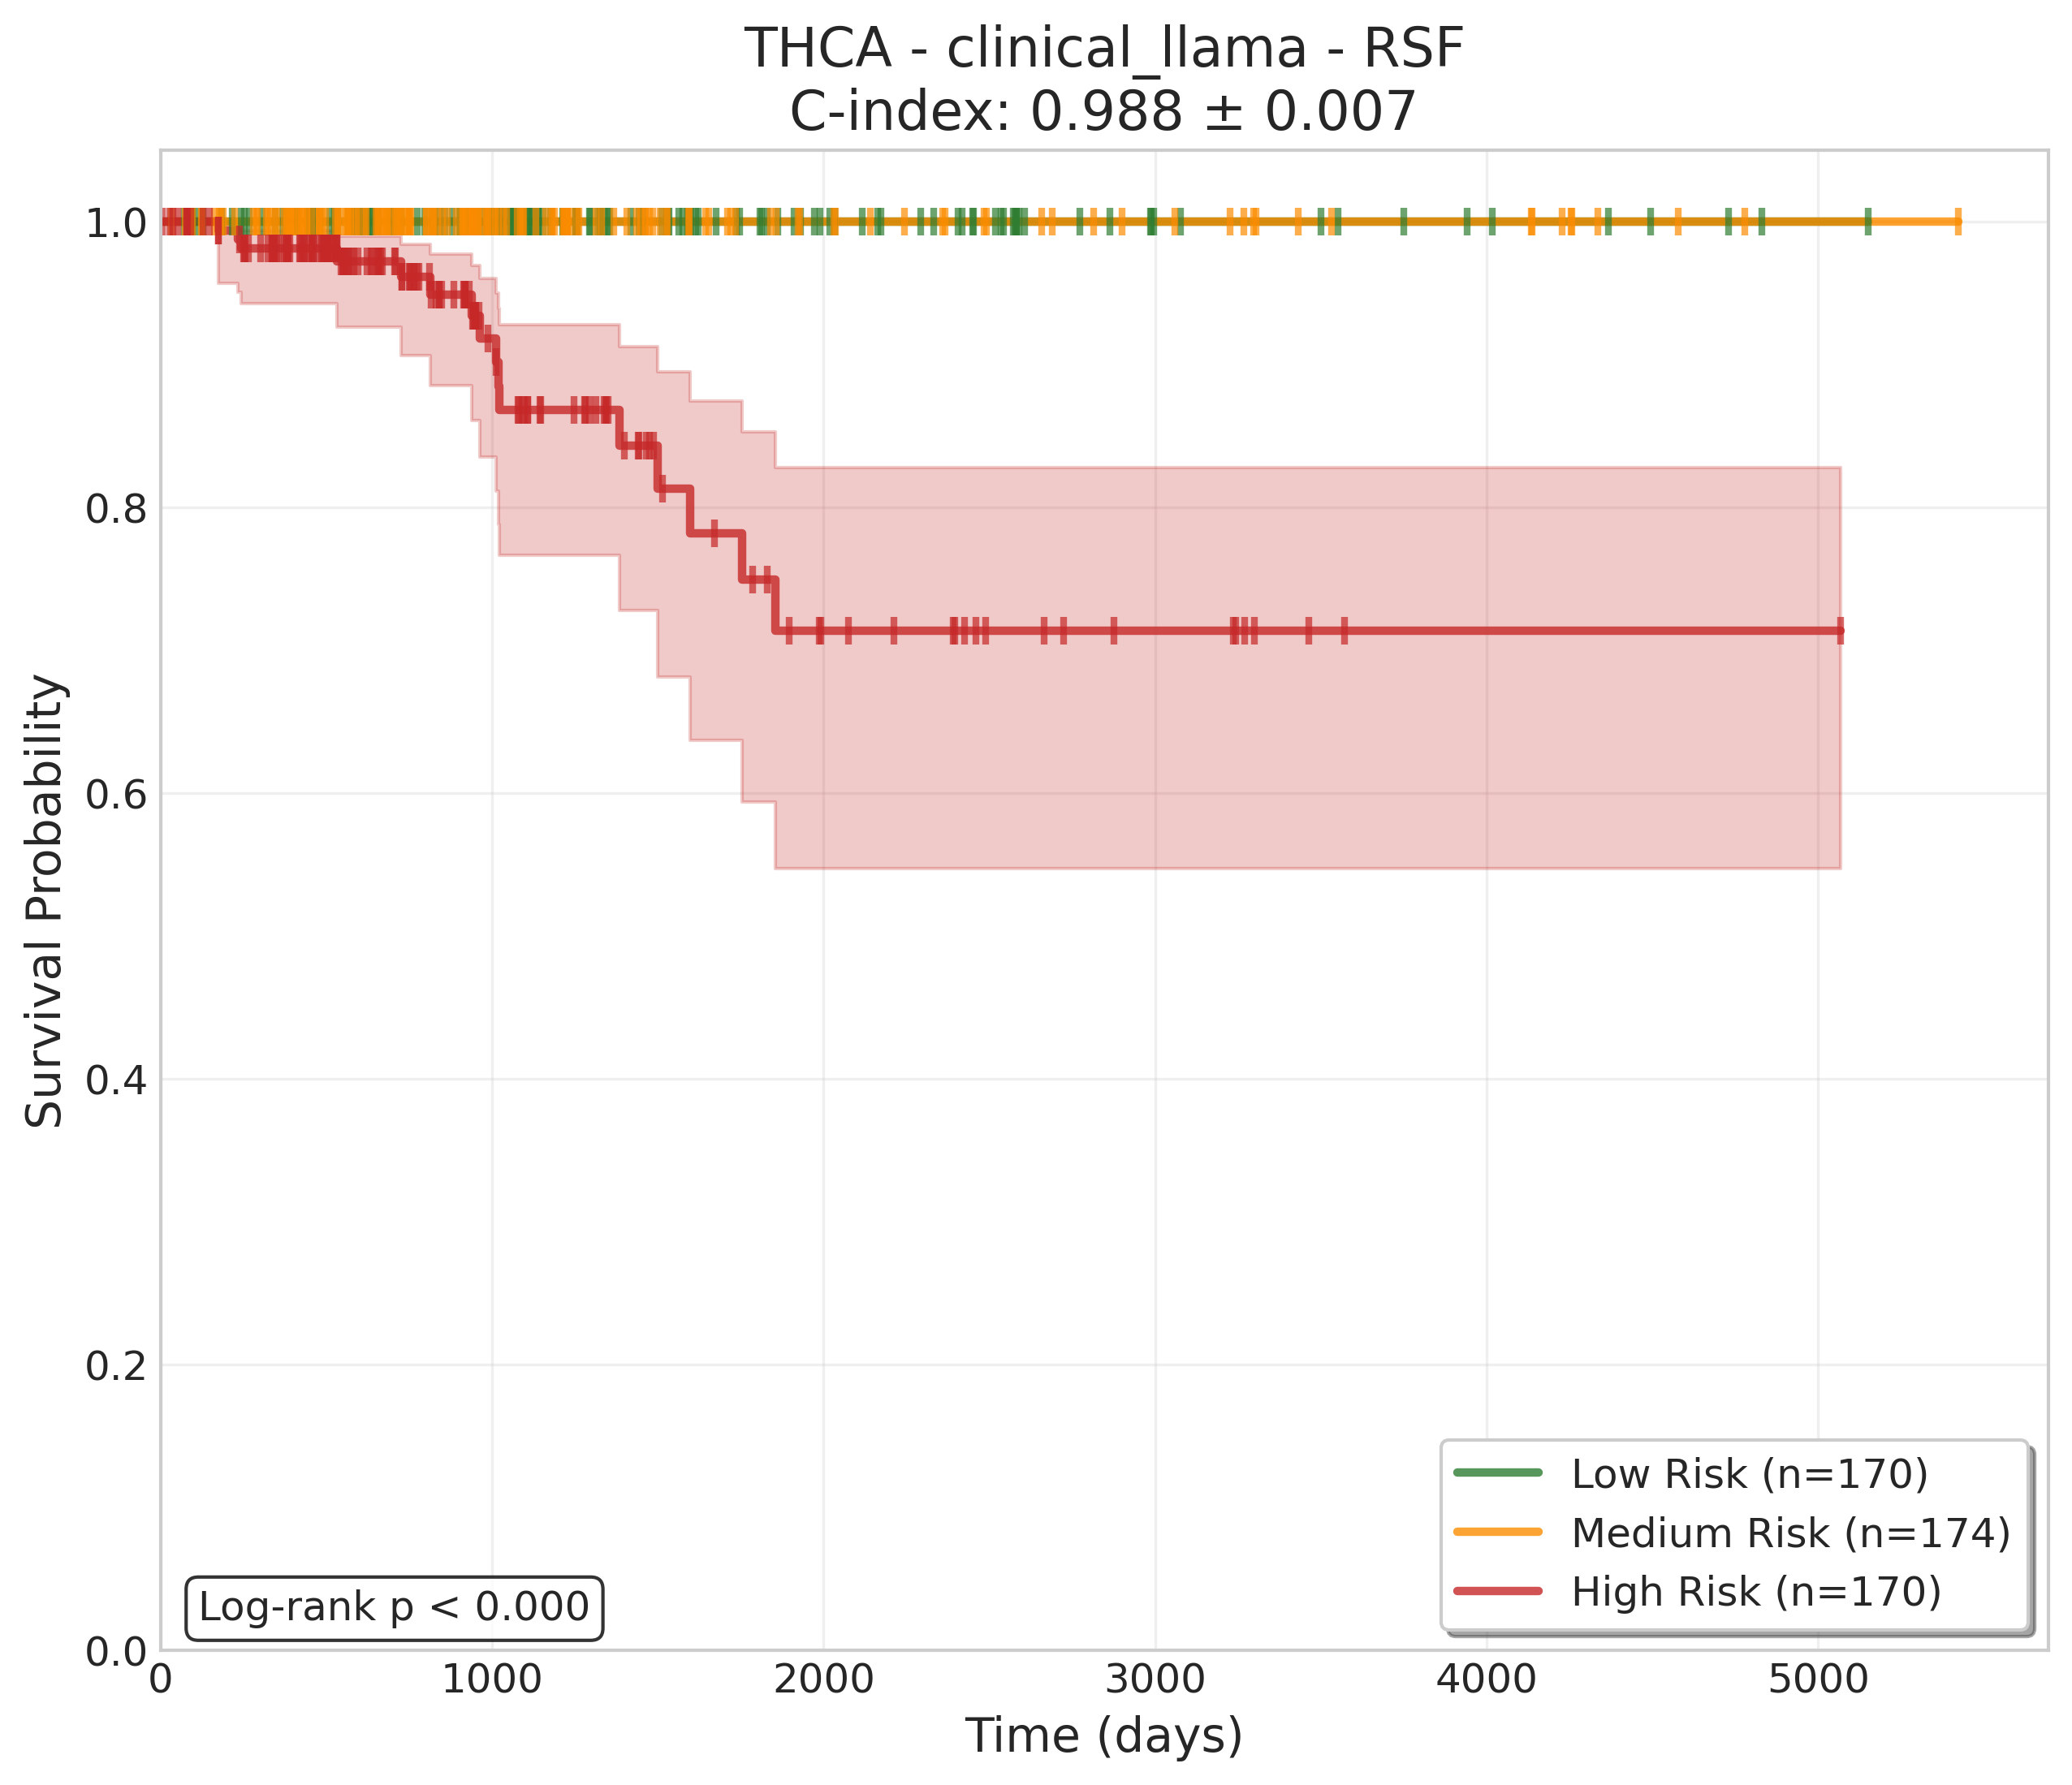 THCA - clinical_llama - RSF
C-index: 0.988 ± 0.007
Survival Probability
1.0
0.8
0.6
0.4
0.2
0.0
Log-rank p < 0.000
Low Risk (n=170)
Medium Risk (n=174)
High Risk (n=170)
0 1000 2000 3000 4000 5000
Time (days)